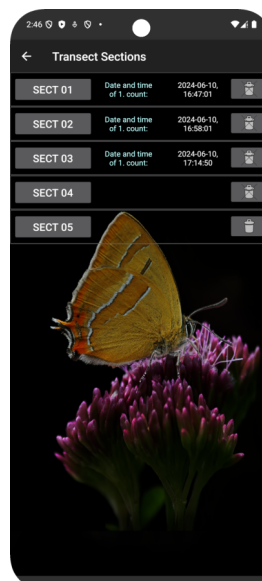 2:46
Transect Sections
SECT 01 Date and time 2024-06-10,
of 1. count: 16:47:01
SECT 02 Date and time 2024-06-10,
of 1. count: 16:58:01
SECT 03 Date and time 2024-06-10,
of 1. count: 17:14:50
SECT 04
SECT 05